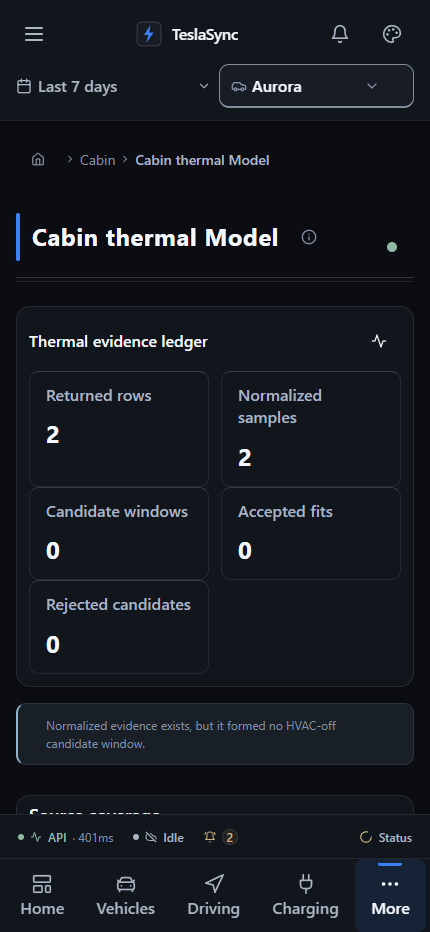 TeslaSync
Last 7 days
Aurora
Cabin
Cabin thermal Model
Cabin thermal Model
Thermal evidence ledger
Returned rows
2
Normalized
samples
2
Candidate windows
0
Accepted fits
0
Rejected candidates
0
Normalized evidence exists, but it formed no HVAC-off
candidate window.
Source coverage
API · 401ms
Idle
2
Status
Home
Vehicles
Driving
Charging
More